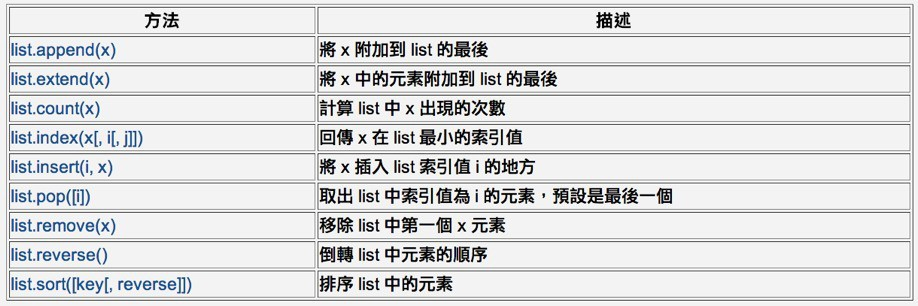 方法 描述
list.append(x) 將 x 附加到 list 的最後
list.extend(x) 將 x 中的元素附加到 list 的最後
list.count(x) 計算 list 中 x 出現的次數
list.index(x[, i[, j]]) 回傳 x 在 list 最小的索引值
list.insert(i, x) 將 x 插入 list 索引值 i 的地方
list.pop([i]) 取出 list 中索引值為 i 的元素，預設是最後一個
list.remove(x) 移除 list 中第一個 x 元素
list.reverse() 倒轉 list 中元素的順序
list.sort([key[, reverse]]) 排序 list 中的元素